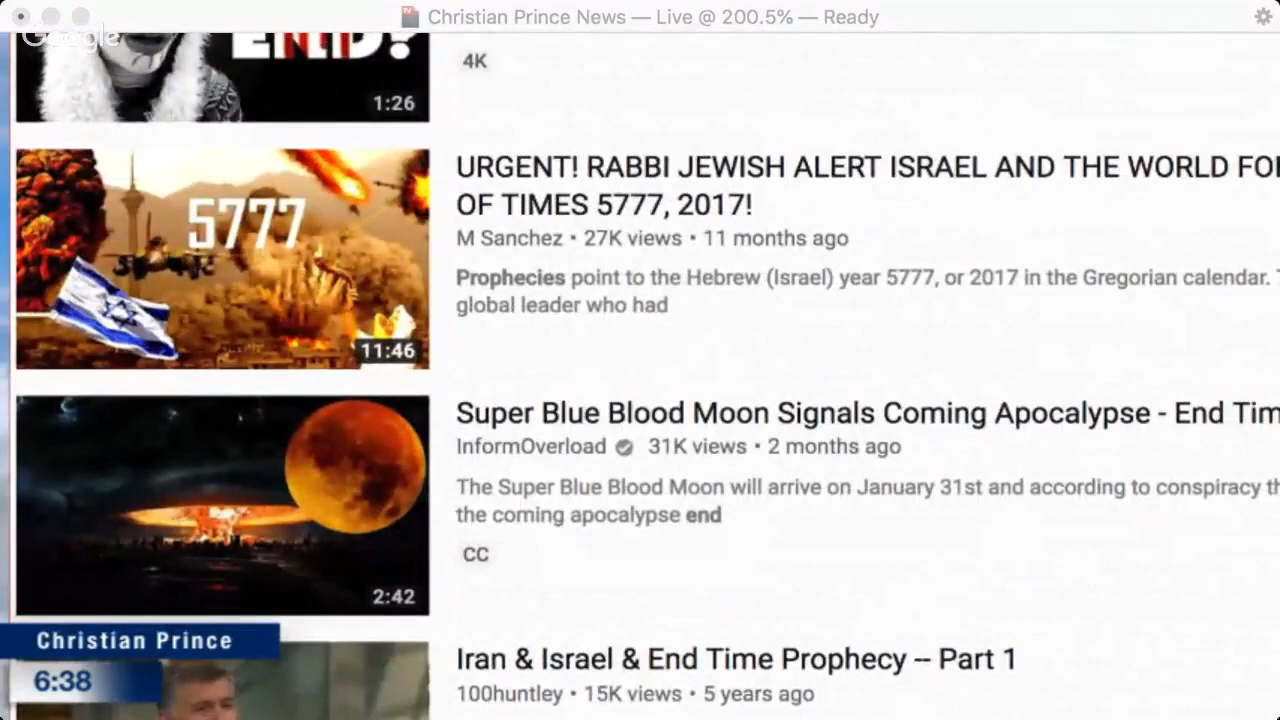 Christian Prince News — Live @ 200.5% — Ready
Google
END?
1:26
4K
5777
11:46
URGENT! RABBI JEWISH ALERT ISRAEL AND THE WORLD
OF TIMES 5777, 2017!
M Sanchez • 27K views • 11 months ago
Prophecies point to the Hebrew (Israel) year 5777, or 2017 in the Gregorian calendar.
global leader who had
2:42
Super Blue Blood Moon Signals Coming Apocalypse - End
InformOverload 31K views • 2 months ago
The Super Blue Blood Moon will arrive on January 31st and according to conspiracy
the coming apocalypse end
CC
Christian Prince
6:38
Iran & Israel & End Time Prophecy -- Part 1
100huntley • 15K views • 5 years ago